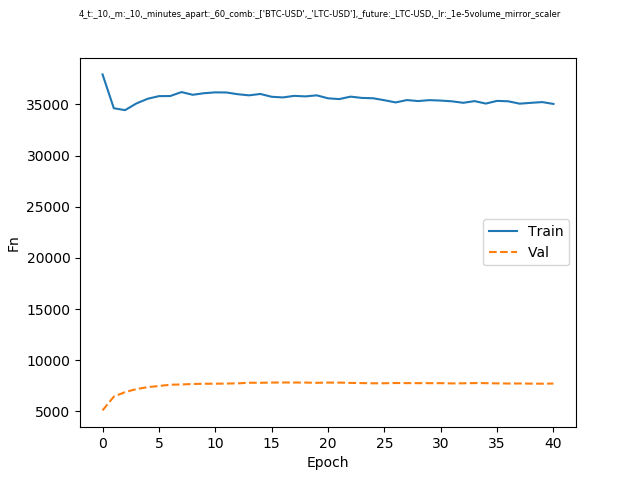 4_t:_10,_m:_10,_minutes_apart:_60_comb:_['BTC-USD',_'LTC-USD'],_future:_LTC-USD,_lr:_1e-5volume_mirror_scaler
35000
30000
25000
20000
15000
10000
5000
Fn
Train
Val
0 5 10 15 20 25 30 35 40
Epoch